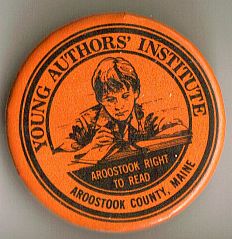 YOUNG AUTHORS' INSTITUTE
AROOSTOOK RIGHT
TO READ
AROOSTOOK COUNTY, MAINE